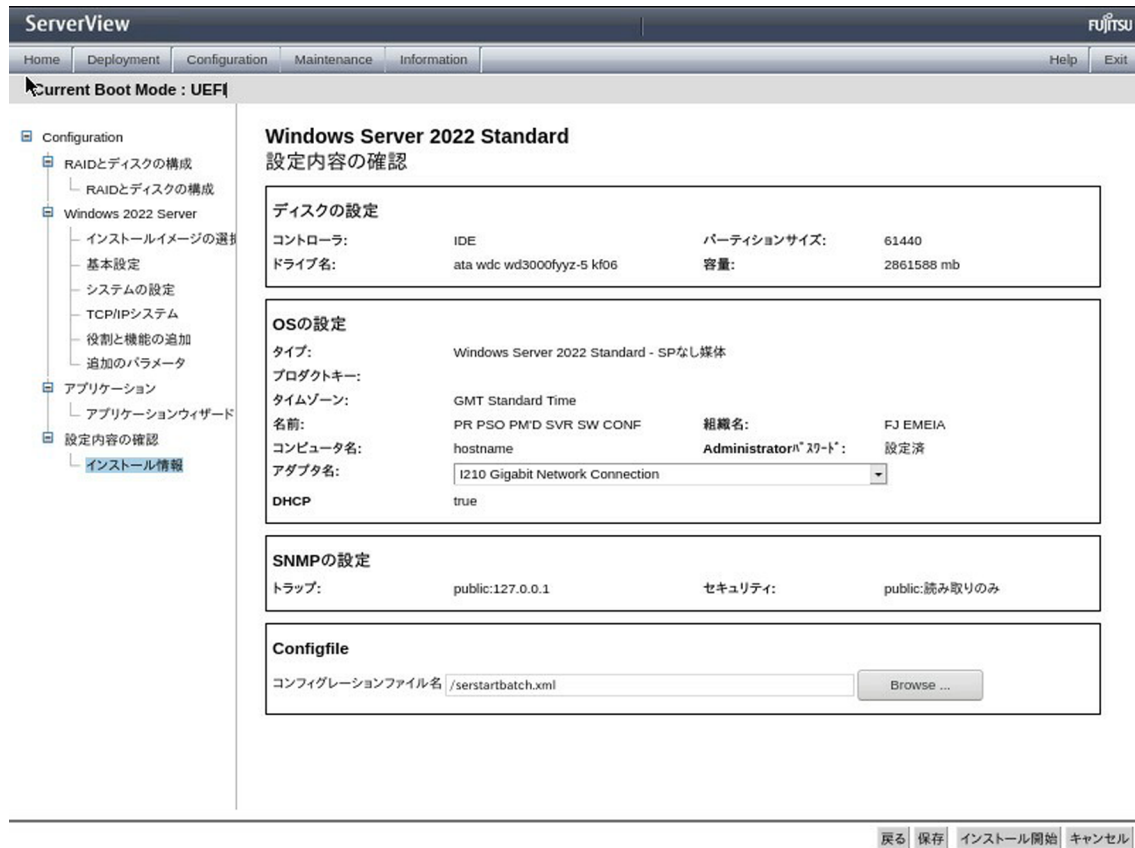 ServerView
FUJITSU
Home Deployment Configuration Maintenance Information Help Exit
Current Boot Mode : UEFI
Configuration
RAIDとディスクの構成
RAIDとディスクの構成
Windows 2022 Server
インストールイメージの選択
基本設定
システムの設定
TCP/IPシステム
役割と機能の追加
追加のパラメータ
アプリケーション
アプリケーションウィザード
設定内容の確認
インストール情報
Windows Server 2022 Standard
設定内容の確認
ディスクの設定
コントローラ: IDE パーティションサイズ: 61440
ドライブ名: ata wdc wd3000fyyz-5 kf06 容量: 2861588 mb
OSの設定
タイプ: Windows Server 2022 Standard - SPなし媒体
プロダクトキー:
タイムゾーン: GMT Standard Time
名前: PR PSO PM'D SVR SW CONF 組織名: FJ EMEIA
コンピュータ名: hostname Administratorﾊﾟｽﾜｰﾄﾞ: 設定済
アダプタ名: I210 Gigabit Network Connection
DHCP true
SNMPの設定
トラップ: public:127.0.0.1 セキュリティ: public:読み取りのみ
Configfile
コンフィグレーションファイル名 /serstartbatch.xml Browse ...
戻る 保存 インストール開始 キャンセル